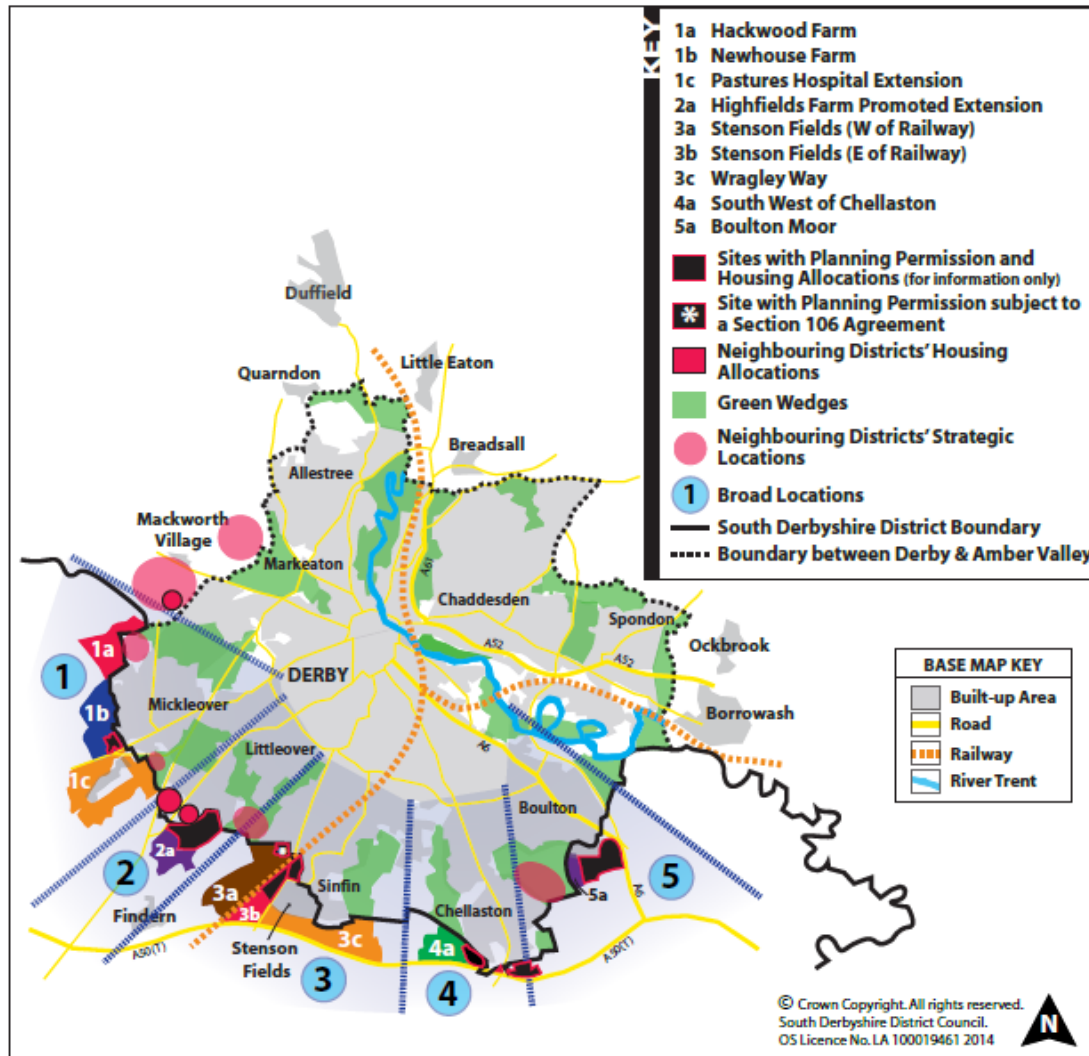 KEY
1a Hackwood Farm
1b Newhouse Farm
1c Pastures Hospital Extension
2a Highfields Farm Promoted Extension
3a Stenson Fields (W of Railway)
3b Stenson Fields (E of Railway)
3c Wragley Way
4a South West of Chellaston
5a Boulton Moor
Sites with Planning Permission and
Housing Allocations (for information only)
* Site with Planning Permission subject to
a Section 106 Agreement
Neighbouring Districts' Housing
Allocations
Green Wedges
Neighbouring Districts' Strategic
Locations
1 Broad Locations
South Derbyshire District Boundary
Boundary between Derby & Amber Valley
Duffield
Little Eaton
Quarndon
Breadsall
Allestree
Mackworth
Village
Markeaton
A61
Chaddesden
Spondon
Ockbrook
A52
A52
1a
1
DERBY
Mickleover
1b
Borrowash
Littleover
A6
1c
Boulton
2a
2
3a
Sinfin
5a
5
A6
Findern
3b
Chellaston
A50(T)
Stenson
Fields
3c
4a
A50(T)
3
4
BASE MAP KEY
Built-up Area
Road
Railway
River Trent
© Crown Copyright. All rights reserved.
South Derbyshire District Council.
OS Licence No. LA 100019461 2014
N